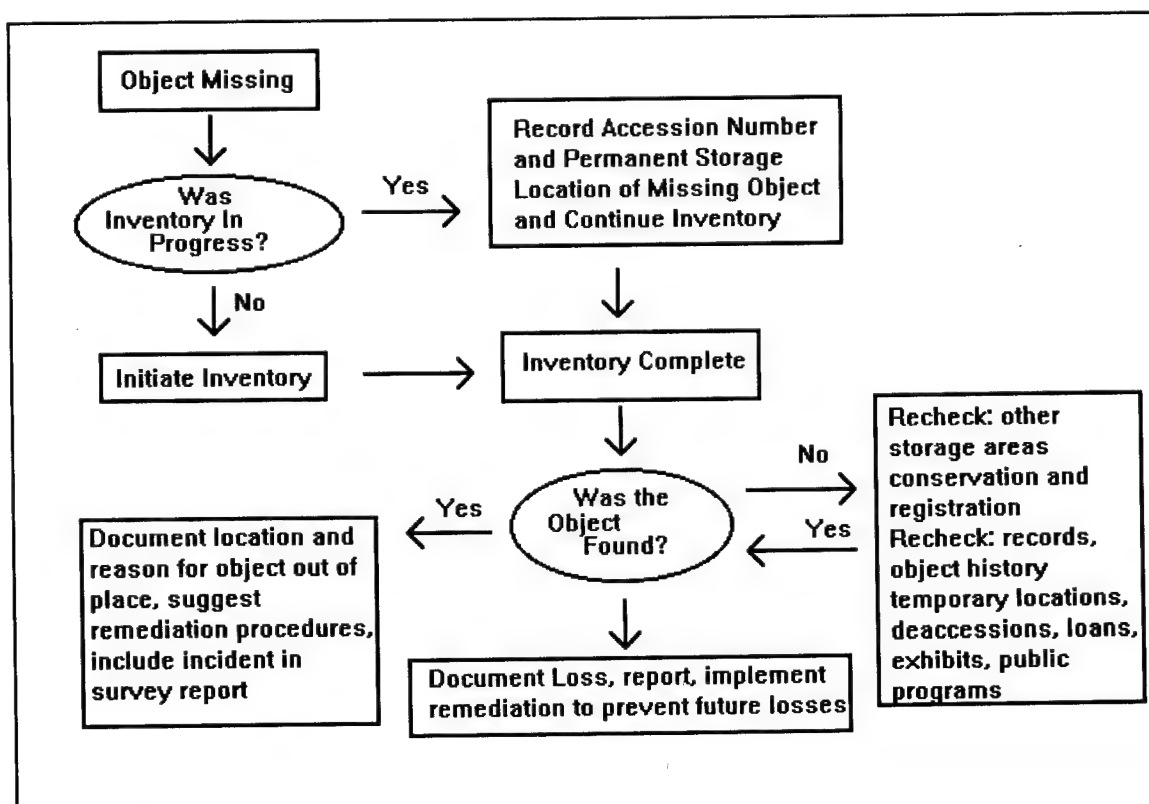 Object Missing
Was
Inventory In
Progress?
Yes
Record Accession Number
and Permanent Storage
Location of Missing Object
and Continue Inventory
No
Initiate Inventory
Inventory Complete
Was the
Object
Found?
No
Yes
Recheck: other
storage areas
conservation and
registration
Recheck: records,
object history
temporary locations,
deaccessions, loans,
exhibits, public
programs
Yes
Document location and
reason for object out of
place, suggest
remediation procedures,
include incident in
survey report
Document Loss, report, implement
remediation to prevent future losses